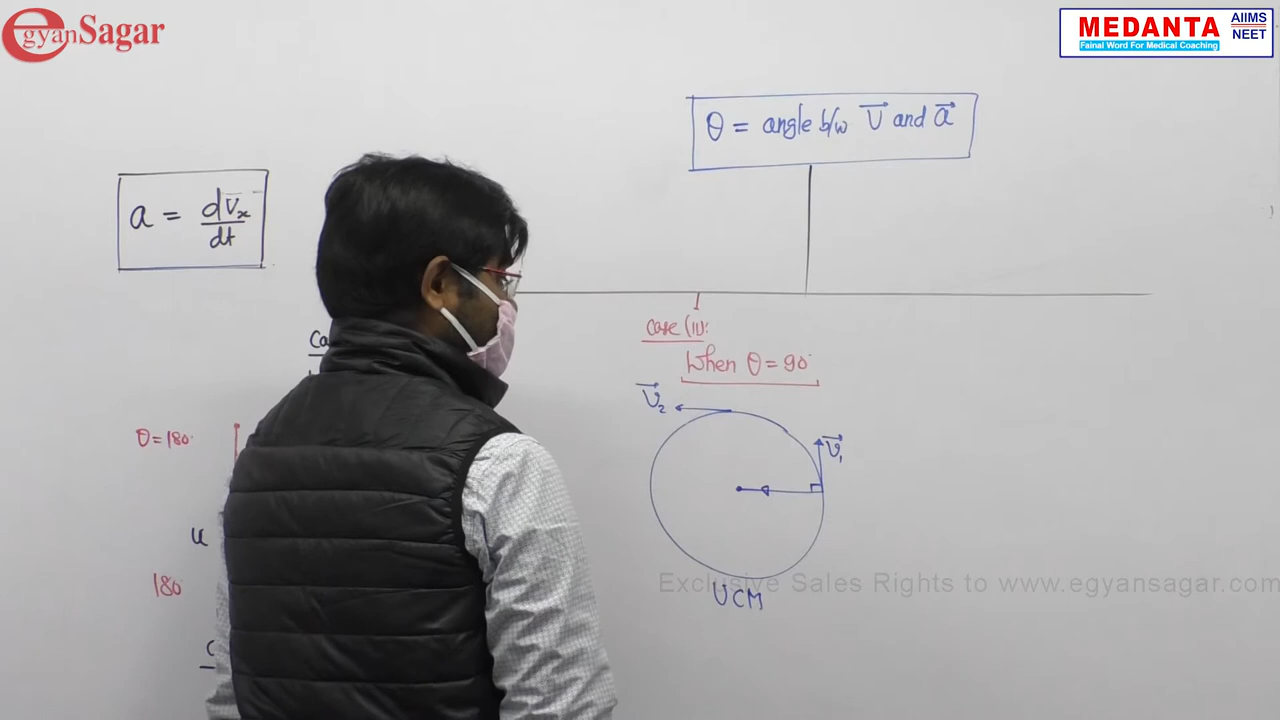 egyanSagar
MEDANTA
AIIMS
NEET
Fainal Word For Medical Coaching
θ = angle b/w V⃗ and a⃗
a = dV̅x/dt
Case (II):
When θ = 90°
V⃗₂
V⃗₁
θ = 180°
u
180
Exclusive Sales Rights to www.egyansagar.com
UCM